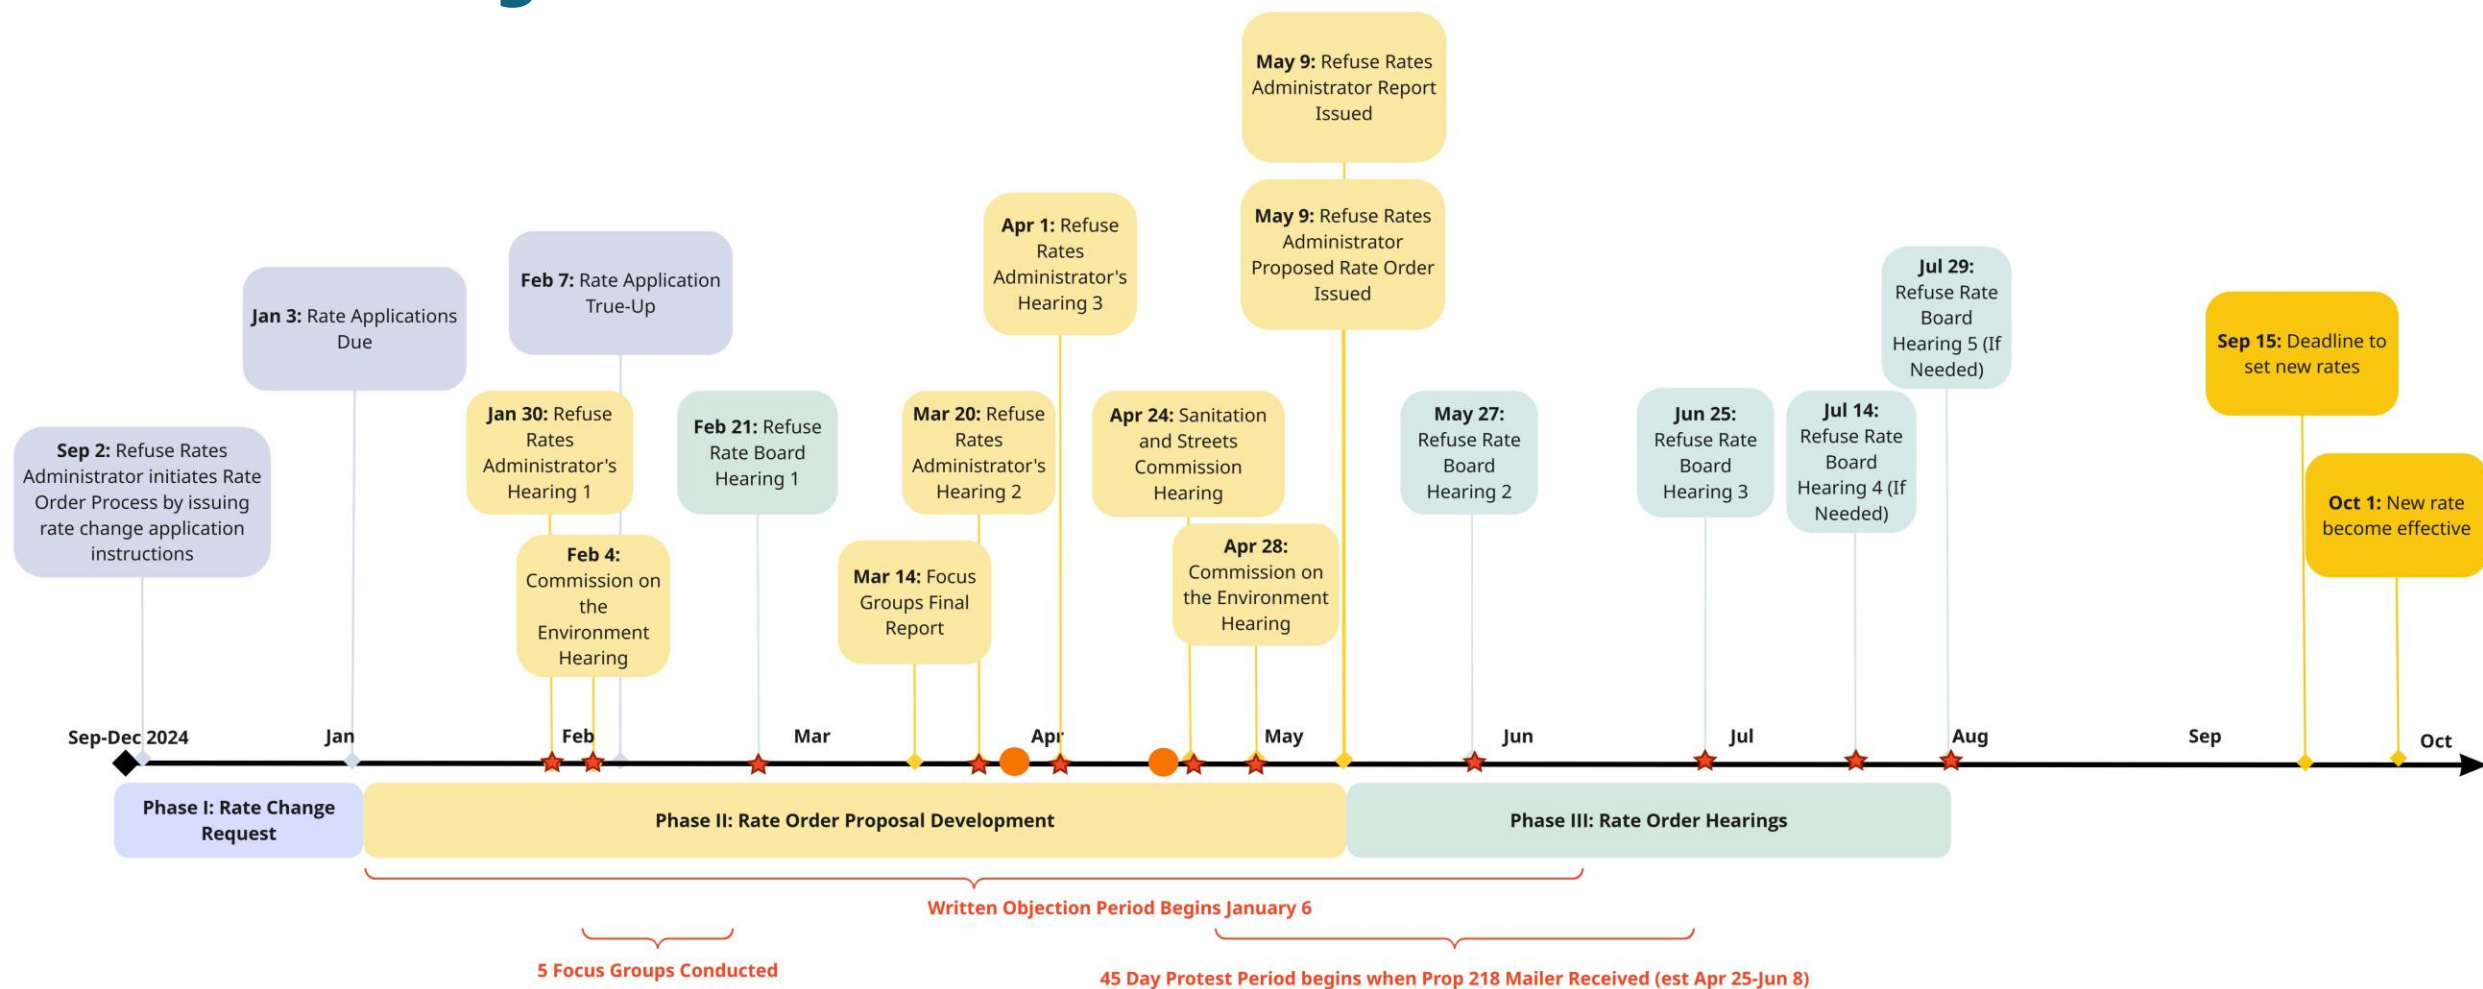 May 9: Refuse Rates
Administrator Report
Issued
May 9: Refuse Rates
Administrator
Proposed Rate Order
Issued
Apr 1: Refuse
Rates
Administrator's
Hearing 3
Feb 7: Rate Application
True-Up
Jan 3: Rate Applications
Due
Jul 29:
Refuse Rate
Board
Hearing 5 (If
Needed)
Sep 15: Deadline to
set new rates
Sep 2: Refuse Rates
Administrator initiates Rate
Order Process by issuing
rate change application
instructions
Jan 30: Refuse
Rates
Administrator's
Hearing 1
Feb 4:
Commission on
the
Environment
Hearing
Feb 21: Refuse
Rate Board
Hearing 1
Mar 14: Focus
Groups Final
Report
Mar 20: Refuse
Rates
Administrator's
Hearing 2
Apr 24: Sanitation
and Streets
Commission
Hearing
Apr 28:
Commission on
the Environment
Hearing
May 27:
Refuse Rate
Board
Hearing 2
Jun 25:
Refuse Rate
Board
Hearing 3
Jul 14:
Refuse Rate
Board
Hearing 4 (If
Needed)
Oct 1: New rate
become effective
Sep-Dec 2024
Jan
Feb
Mar
Apr
May
Jun
Jul
Aug
Sep
Oct
Phase I: Rate Change
Request
Phase II: Rate Order Proposal Development
Phase III: Rate Order Hearings
Written Objection Period Begins January 6
5 Focus Groups Conducted
45 Day Protest Period begins when Prop 218 Mailer Received (est Apr 25-Jun 8)